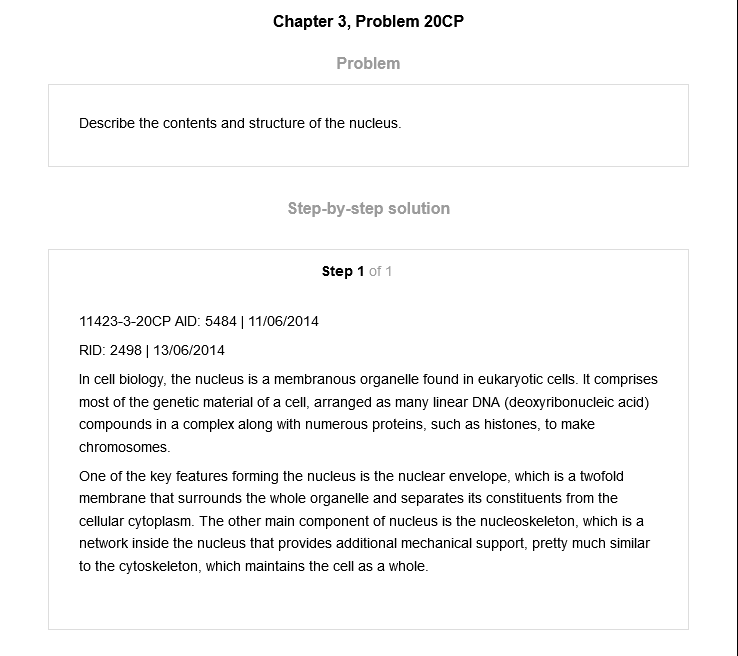 Chapter 3, Problem 20CP
Problem
Describe the contents and structure of the nucleus.
Step-by-step solution
Step 1 of 1
11423-3-20CP AID: 5484 | 11/06/2014
RID: 2498 | 13/06/2014
In cell biology, the nucleus is a membranous organelle found in eukaryotic cells. It comprises
most of the genetic material of a cell, arranged as many linear DNA (deoxyribonucleic acid)
compounds in a complex along with numerous proteins, such as histones, to make
chromosomes.
One of the key features forming the nucleus is the nuclear envelope, which is a twofold
membrane that surrounds the whole organelle and separates its constituents from the
cellular cytoplasm. The other main component of nucleus is the nucleoskeleton, which is a
network inside the nucleus that provides additional mechanical support, pretty much similar
to the cytoskeleton, which maintains the cell as a whole.